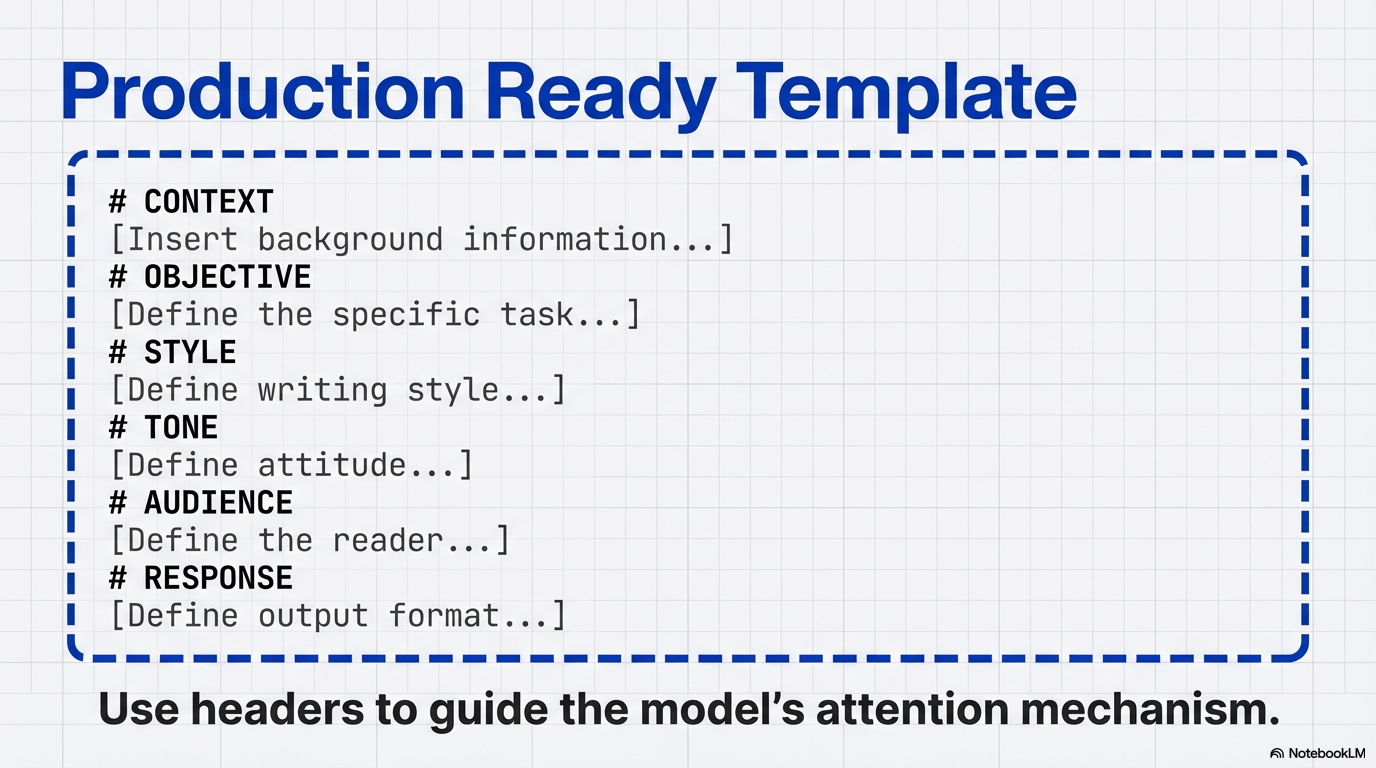 Production Ready Template
# CONTEXT
[Insert background information...]
# OBJECTIVE
[Define the specific task...]
# STYLE
[Define writing style...]
# TONE
[Define attitude...]
# AUDIENCE
[Define the reader...]
# RESPONSE
[Define output format...]
Use headers to guide the model’s attention mechanism.
NotebookLM